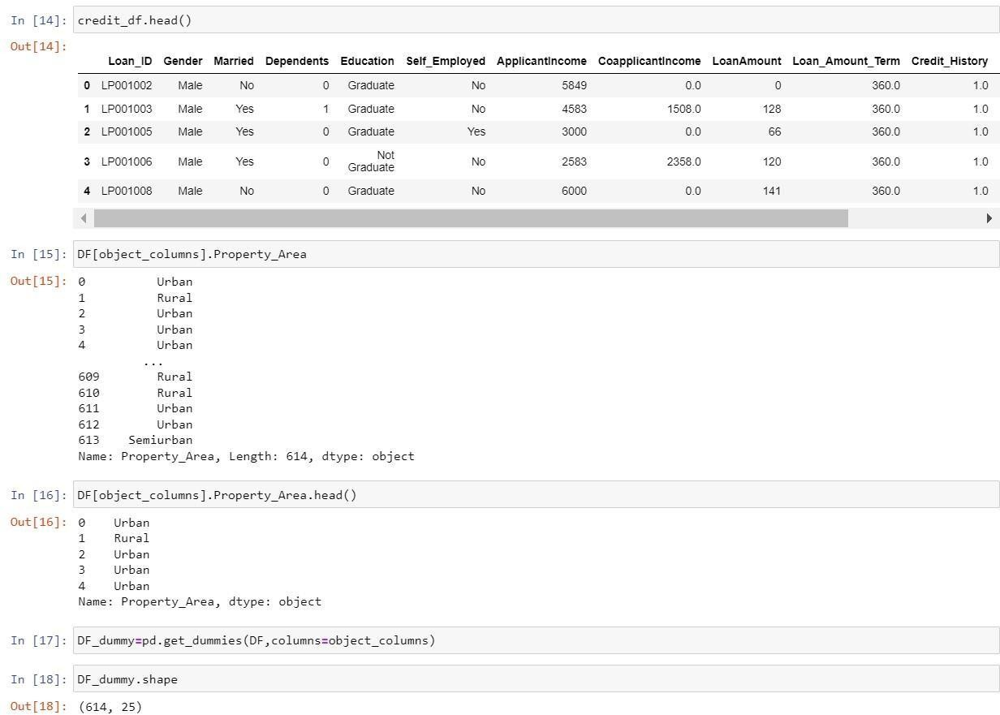 In [14]: credit_df.head()
Out[14]:
Loan_ID Gender Married Dependents Education Self_Employed ApplicantIncome CoapplicantIncome LoanAmount Loan_Amount_Term Credit_History
0 LP001002 Male No 0 Graduate No 5849 0.0 0 360.0 1.0
1 LP001003 Male Yes 1 Graduate No 4583 1508.0 128 360.0 1.0
2 LP001005 Male Yes 0 Graduate Yes 3000 0.0 66 360.0 1.0
3 LP001006 Male Yes 0 Not Graduate No 2583 2358.0 120 360.0 1.0
4 LP001008 Male No 0 Graduate No 6000 0.0 141 360.0 1.0
In [15]: DF[object_columns].Property_Area
Out[15]: 0 Urban
1 Rural
2 Urban
3 Urban
4 Urban
...
609 Rural
610 Rural
611 Urban
612 Urban
613 Semiurban
Name: Property_Area, Length: 614, dtype: object
In [16]: DF[object_columns].Property_Area.head()
Out[16]: 0 Urban
1 Rural
2 Urban
3 Urban
4 Urban
Name: Property_Area, dtype: object
In [17]: DF_dummy=pd.get_dummies(DF,columns=object_columns)
In [18]: DF_dummy.shape
Out[18]: (614, 25)